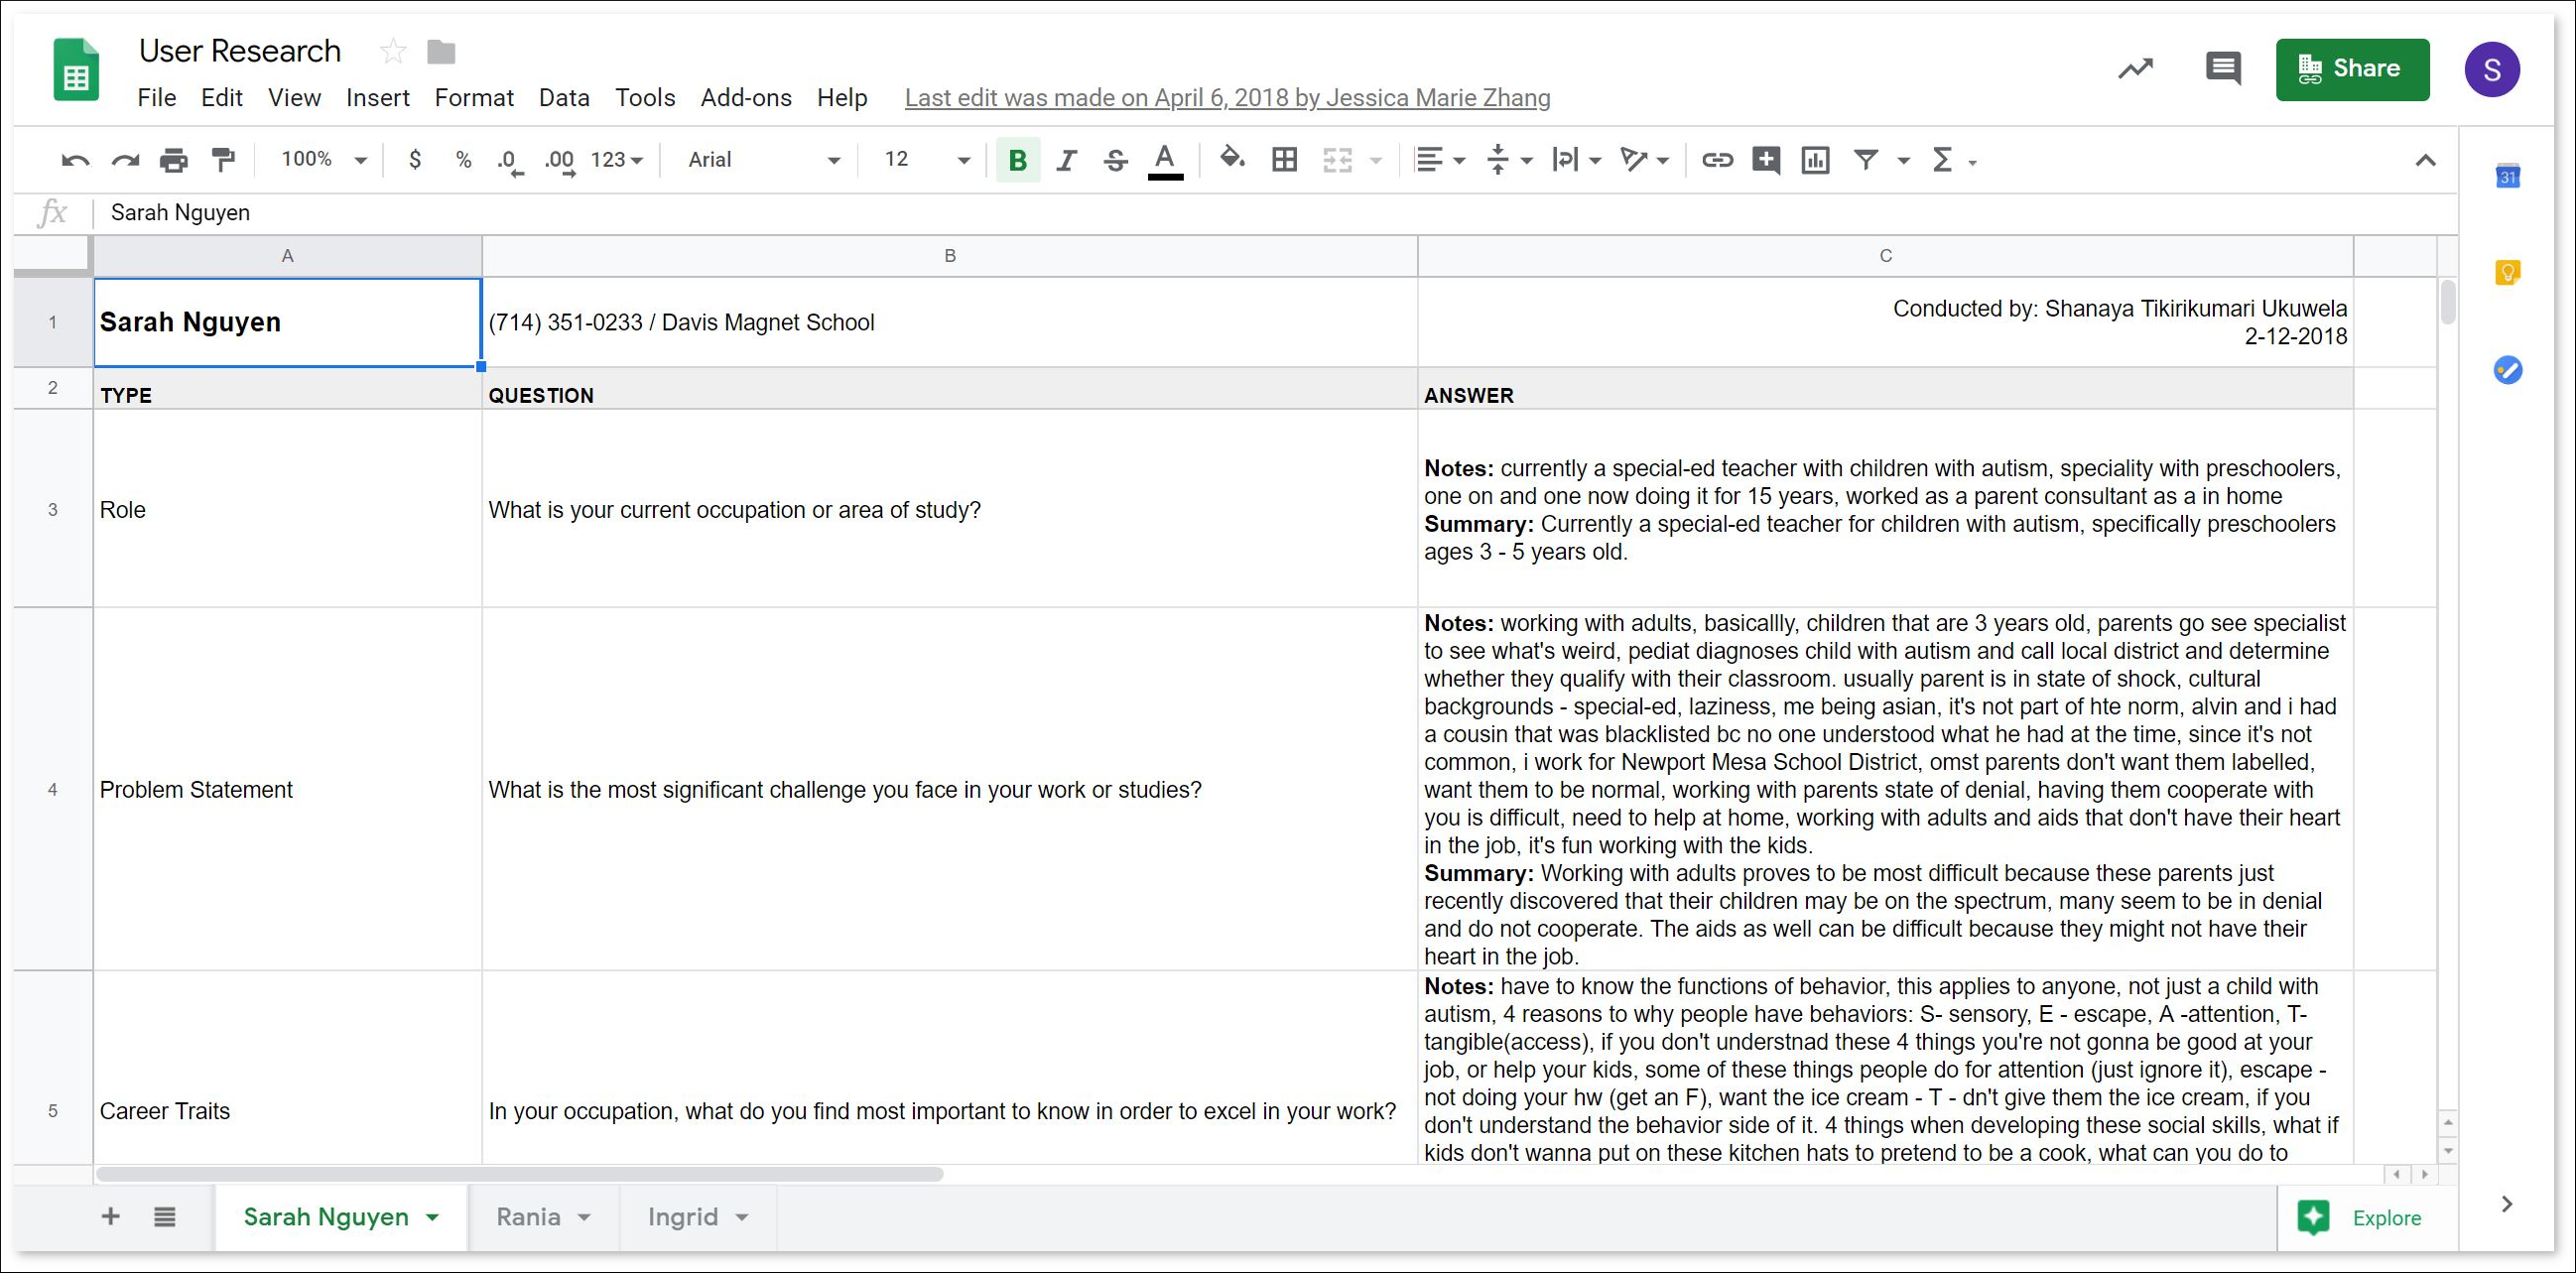 User Research
File Edit View Insert Format Data Tools Add-ons Help Last edit was made on April 6, 2018 by Jessica Marie Zhang
Share
S
100% $ % .0 .00 123 Arial 12 B I S A Σ
31
fx Sarah Nguyen
A B C
1 Sarah Nguyen (714) 351-0233 / Davis Magnet School Conducted by: Shanaya Tikirikumari Ukuwela
2-12-2018
2 TYPE QUESTION ANSWER
3 Role What is your current occupation or area of study?
Notes: currently a special-ed teacher with children with autism, speciality with preschoolers,
one on and one now doing it for 15 years, worked as a parent consultant as a in home
Summary: Currently a special-ed teacher for children with autism, specifically preschoolers
ages 3 - 5 years old.
4 Problem Statement What is the most significant challenge you face in your work or studies?
Notes: working with adults, basicallly, children that are 3 years old, parents go see specialist
to see what's weird, pediat diagnoses child with autism and call local district and determine
whether they qualify with their classroom. usually parent is in state of shock, cultural
backgrounds - special-ed, laziness, me being asian, it's not part of hte norm, alvin and i had
a cousin that was blacklisted bc no one understood what he had at the time, since it's not
common, i work for Newport Mesa School District, omst parents don't want them labelled,
want them to be normal, working with parents state of denial, having them cooperate with
you is difficult, need to help at home, working with adults and aids that don't have their heart
in the job, it's fun working with the kids.
Summary: Working with adults proves to be most difficult because these parents just
recently discovered that their children may be on the spectrum, many seem to be in denial
and do not cooperate. The aids as well can be difficult because they might not have their
heart in the job.
5 Career Traits In your occupation, what do you find most important to know in order to excel in your work?
Notes: have to know the functions of behavior, this applies to anyone, not just a child with
autism, 4 reasons to why people have behaviors: S- sensory, E - escape, A -attention, T-
tangible(access), if you don't understnad these 4 things you're not gonna be good at your
job, or help your kids, some of these things people do for attention (just ignore it), escape -
not doing your hw (get an F), want the ice cream - T - dn't give them the ice cream, if you
don't understand the behavior side of it. 4 things when developing these social skills, what if
kids don't wanna put on these kitchen hats to pretend to be a cook, what can you do to
Sarah Nguyen Rania Ingrid Explore